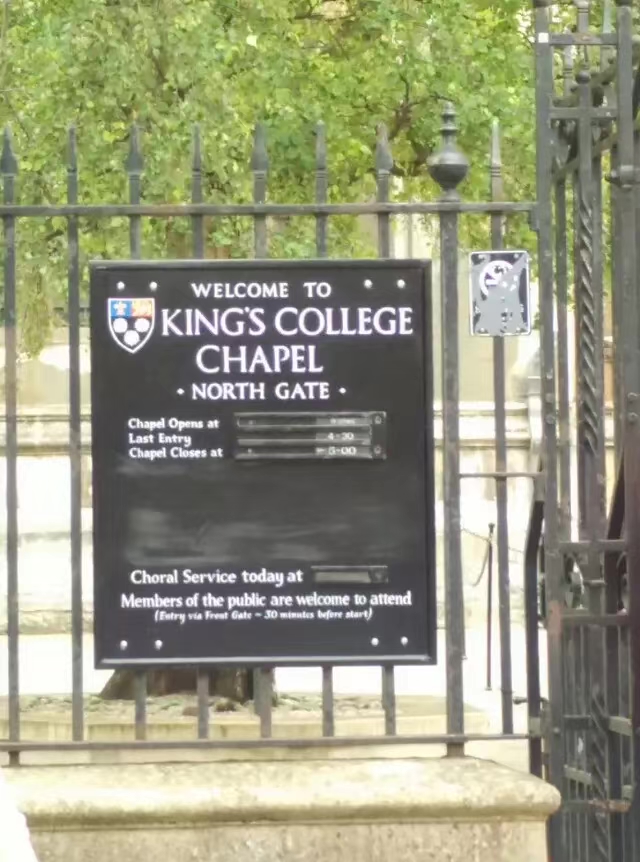 WELCOME TO
KING'S COLLEGE
CHAPEL
• NORTH GATE •
Chapel Opens at
Last Entry 4-30
Chapel Closes at 5-00
Choral Service today at
Members of the public are welcome to attend
(Entry via Front Gate ~ 30 minutes before start)